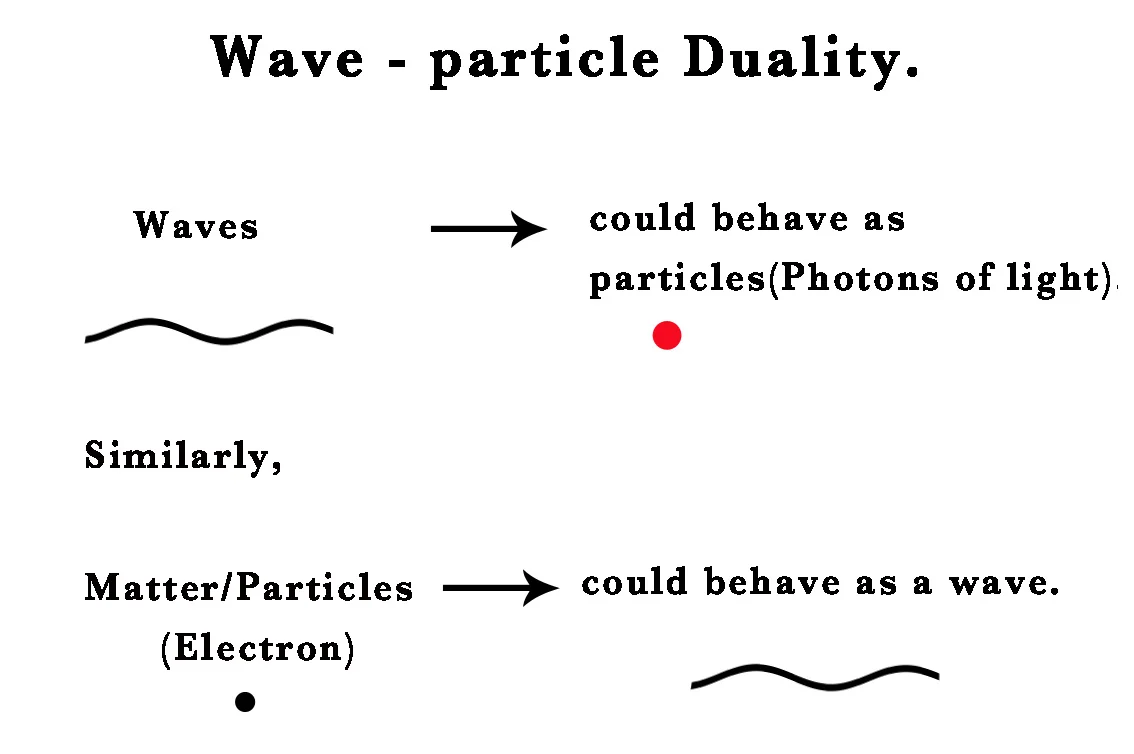 Wave - particle Duality.
Waves
could behave as
particles(Photons of light).
Similarly,
Matter/Particles
could behave as a wave.
(Electron)